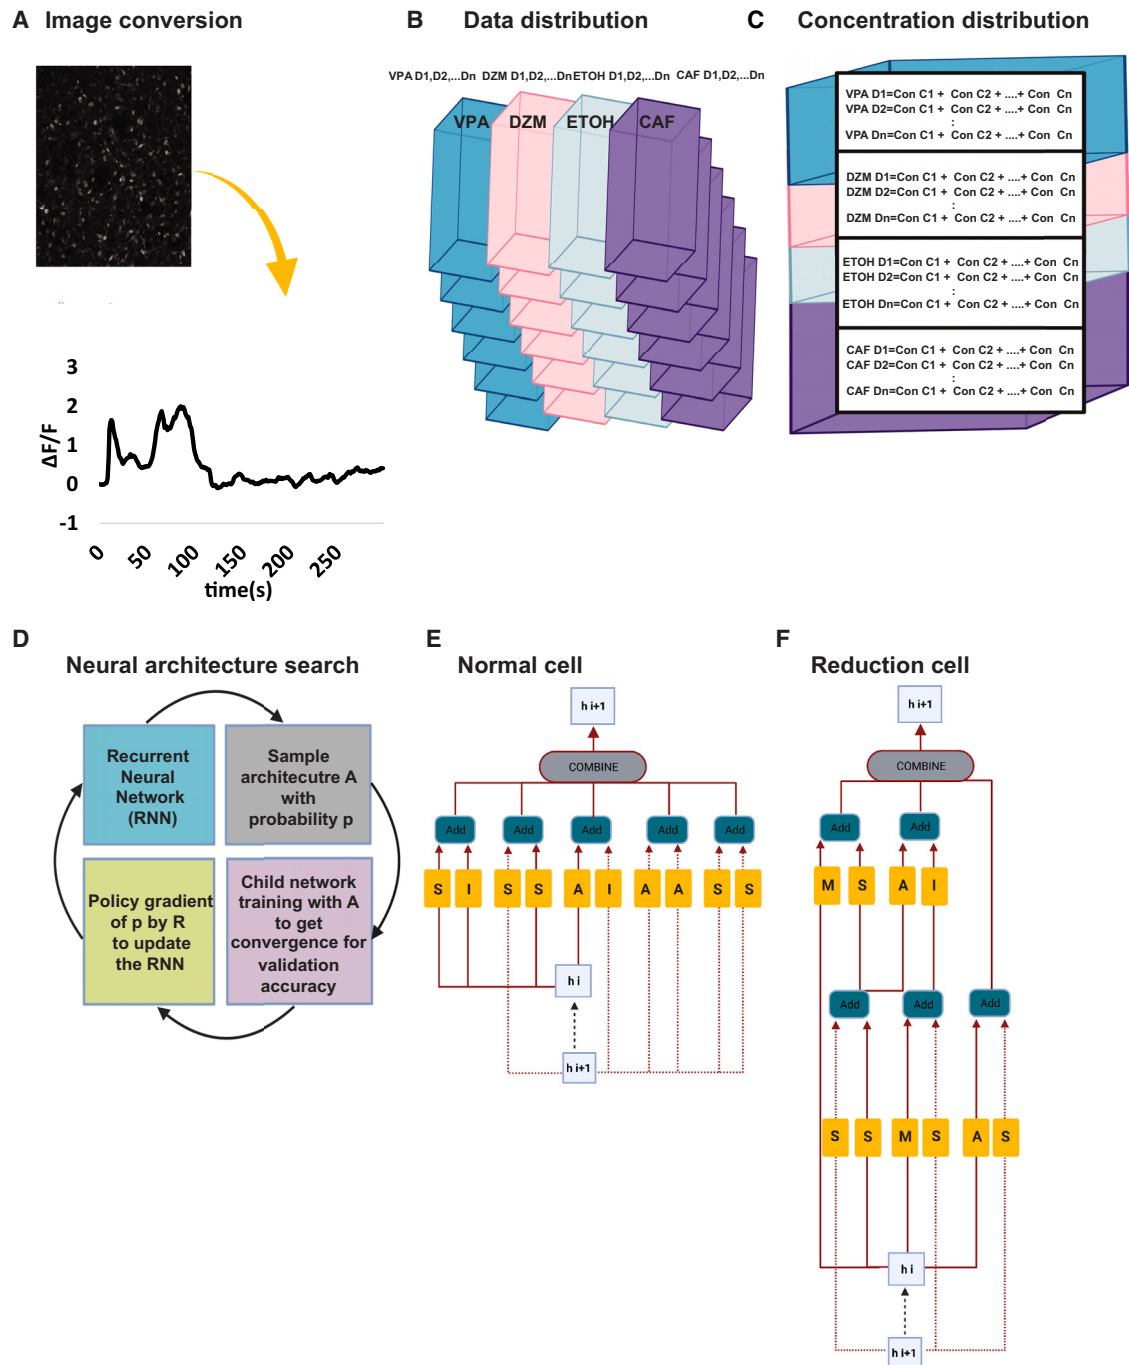 A Image conversion
3
2
1
0
-1
ΔF/F
0 50 100 150 200 250
time(s)
B Data distribution
VPA D1,D2,...Dn DZM D1,D2,...Dn ETOH D1,D2,...Dn CAF D1,D2,...Dn
VPA DZM ETOH CAF
C Concentration distribution
VPA D1=Con C1 + Con C2 + ....+ Con Cn
VPA D2=Con C1 + Con C2 + ....+ Con Cn
:
VPA Dn=Con C1 + Con C2 + ....+ Con Cn
DZM D1=Con C1 + Con C2 + ....+ Con Cn
DZM D2=Con C1 + Con C2 + ....+ Con Cn
:
DZM Dn=Con C1 + Con C2 + ....+ Con Cn
ETOH D1=Con C1 + Con C2 + ....+ Con Cn
ETOH D2=Con C1 + Con C2 + ....+ Con Cn
:
ETOH Dn=Con C1 + Con C2 + ....+ Con Cn
CAF D1=Con C1 + Con C2 + ....+ Con Cn
CAF D2=Con C1 + Con C2 + ....+ Con Cn
:
CAF Dn=Con C1 + Con C2 + ....+ Con Cn
D
Neural architecture search
Recurrent
Neural
Network
(RNN)
Sample
architecutre A
with
probability p
Policy gradient
of p by R
to update
the RNN
Child network
training with A
to get
convergence for
validation
accuracy
E
Normal cell
h i+1
COMBINE
Add Add Add Add Add
S I S S A I A A S S
h i
h i+1
F
Reduction cell
h i+1
COMBINE
Add Add
M S A I
Add Add Add
S S M S A S
h i
h i+1